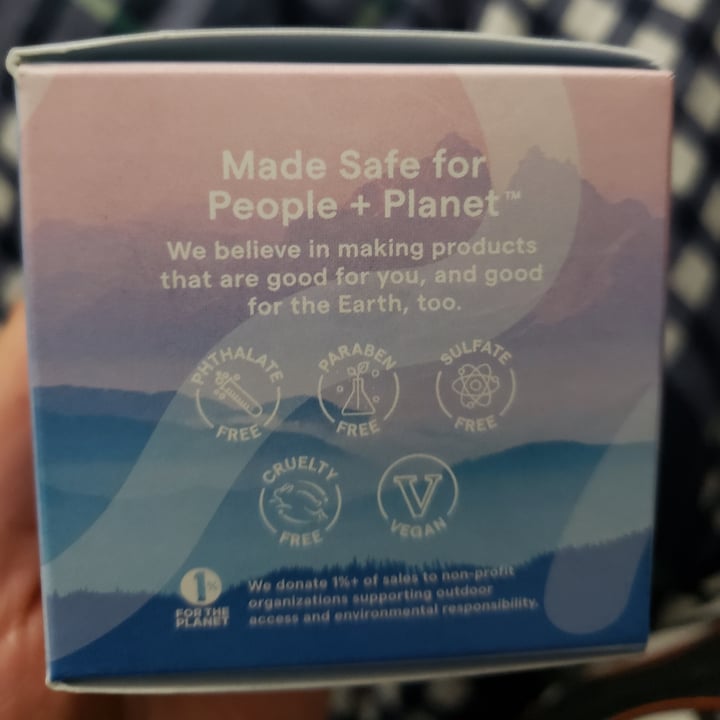 Made Safe for
People + Planet™
We believe in making products
that are good for you, and good
for the Earth, too.
PHTHALATE FREE
PARABEN FREE
SULFATE FREE
CRUELTY FREE
V VEGAN
1%
FOR THE
PLANET
We donate 1%+ of sales to non-profit
organizations supporting outdoor
access and environmental responsibility.